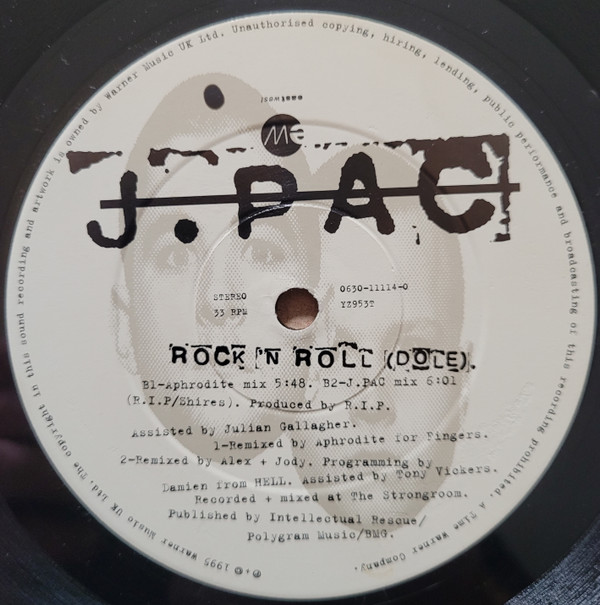 ℗ + © 1995 Warner Music UK Ltd. The copyright in this sound recording and artwork is owned by Warner Music UK Ltd. Unauthorised copying, hiring, lending, public performance and broadcasting of this recording prohibited. A Time Warner Company.
eastwest
ew
J.PAC
STEREO 0630-11114-0
33 RPM YZ953T
ROCK 'N ROLL (DOLE).
B1-Aphrodite mix 5:48. B2-J.PAC mix 6:01
(R.I.P/Shires). Produced by R.I.P.
Assisted by Julian Gallagher.
1-Remixed by Aphrodite for Fingers.
2-Remixed by Alex + Jody. Programming by
Damien from HELL. Assisted by Tony Vickers.
Recorded + mixed at The Strongroom.
Published by Intellectual Rescue/
Polygram Music/BMG.